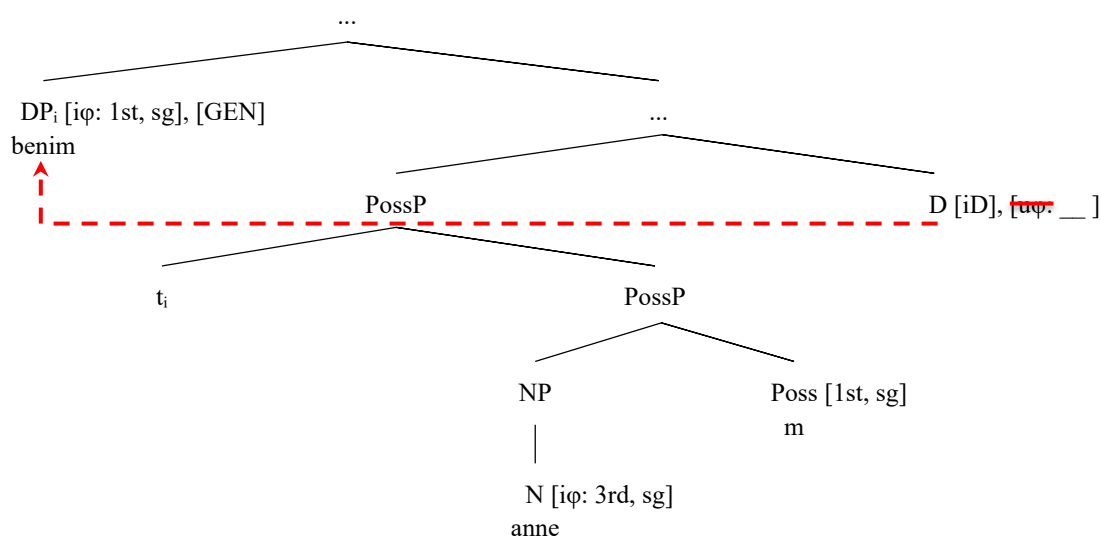 ...
DPᵢ [iφ: 1st, sg], [GEN]
benim
...
PossP
D [iD], [uφ: __ ]
tᵢ
PossP
NP
Poss [1st, sg]
m
N [iφ: 3rd, sg]
anne